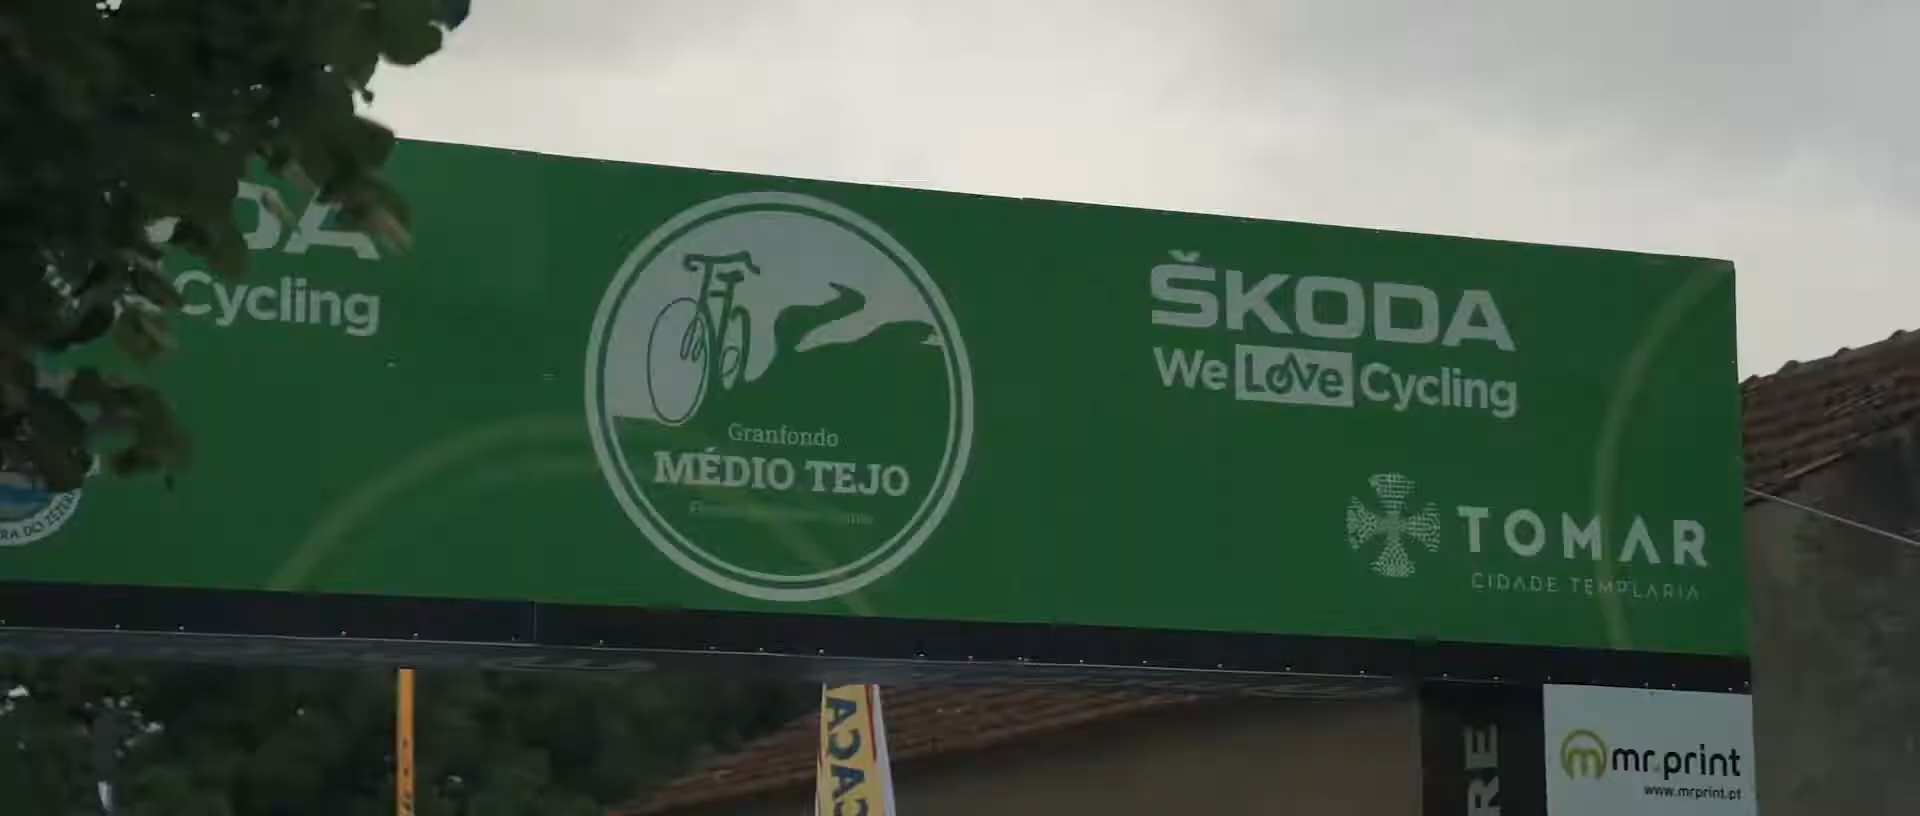 Cycling
Granfondo
MÉDIO TEJO
ŠKODA
We Love Cycling
TOMAR
CIDADE TEMPLARIA
mr.print
www.mrprint.pt